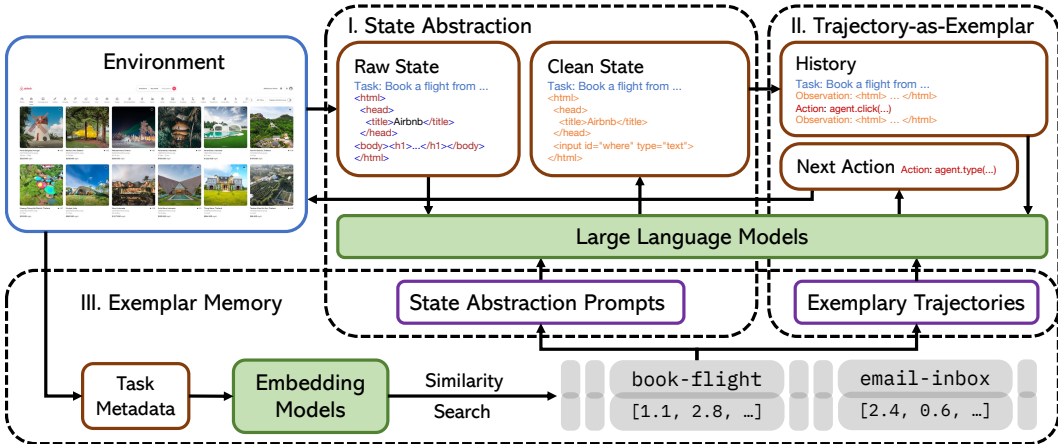 Environment
I. State Abstraction
Raw State
Task: Book a flight from ...
<html>
<head>
<title>Airbnb</title>
</head>
<body><h1>...</h1></body>
</html>
Clean State
Task: Book a flight from ...
<html>
<head>
<title>Airbnb</title>
</head>
<input id="where" type="text">
</html>
II. Trajectory-as-Exemplar
History
Task: Book a flight from ...
Observation: <html> ... </html>
Action: agent.click(...)
Observation: <html> ... </html>
Next Action Action: agent.type(...)
Large Language Models
III. Exemplar Memory
State Abstraction Prompts
Exemplary Trajectories
Task
Metadata
Embedding
Models
Similarity
Search
book-flight
[1.1, 2.8, …]
email-inbox
[2.4, 0.6, …]